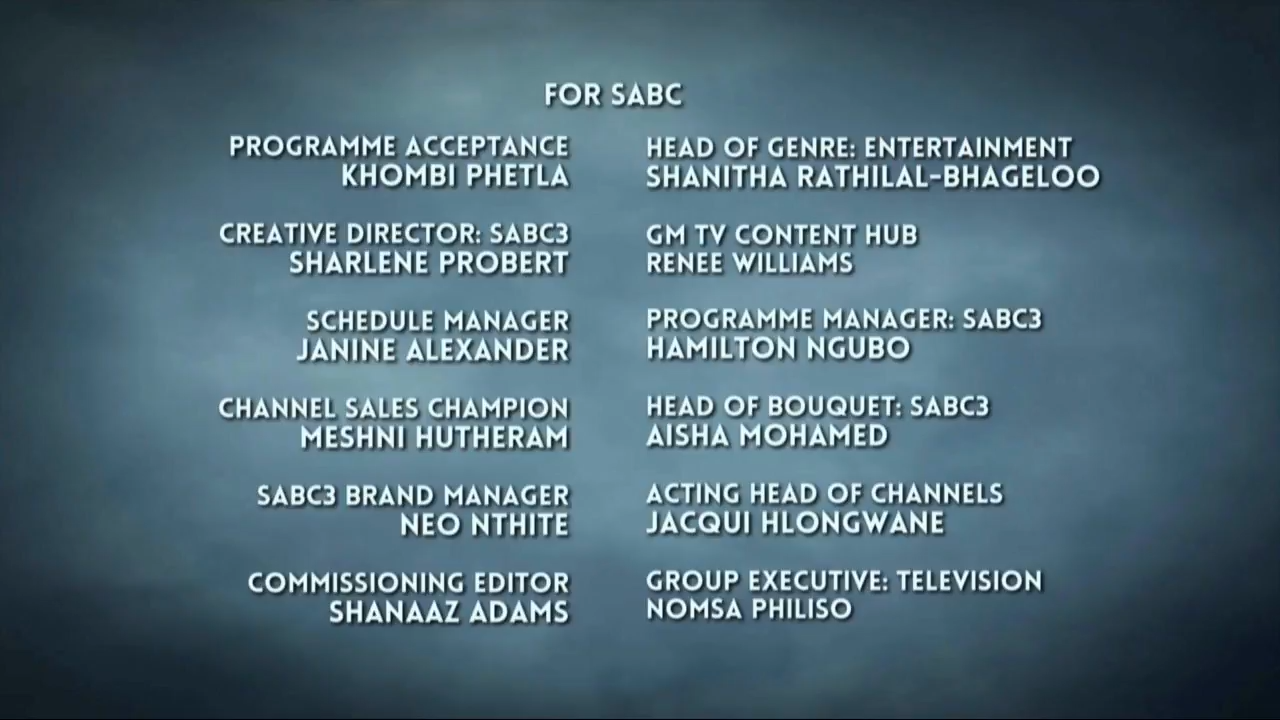 FOR SABC
PROGRAMME ACCEPTANCE
KHOMBI PHETLA
CREATIVE DIRECTOR: SABC3
SHARLENE PROBERT
SCHEDULE MANAGER
JANINE ALEXANDER
CHANNEL SALES CHAMPION
MESHNI HUTHERAM
SABC3 BRAND MANAGER
NEO NTHITE
COMMISSIONING EDITOR
SHANAAZ ADAMS
HEAD OF GENRE: ENTERTAINMENT
SHANITHA RATHILAL-BHAGELOO
GM TV CONTENT HUB
RENEE WILLIAMS
PROGRAMME MANAGER: SABC3
HAMILTON NGUBO
HEAD OF BOUQUET: SABC3
AISHA MOHAMED
ACTING HEAD OF CHANNELS
JACQUI HLONGWANE
GROUP EXECUTIVE: TELEVISION
NOMSA PHILISO